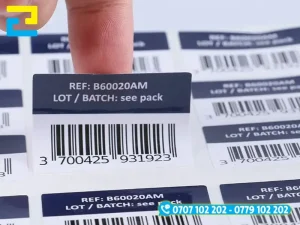 REF: B60020AM
LOT / BATCH: see pack
3 700425 931923
REF: B60020AM
LOT / BATCH: see pack
0707 102 202 - 0779 102 202